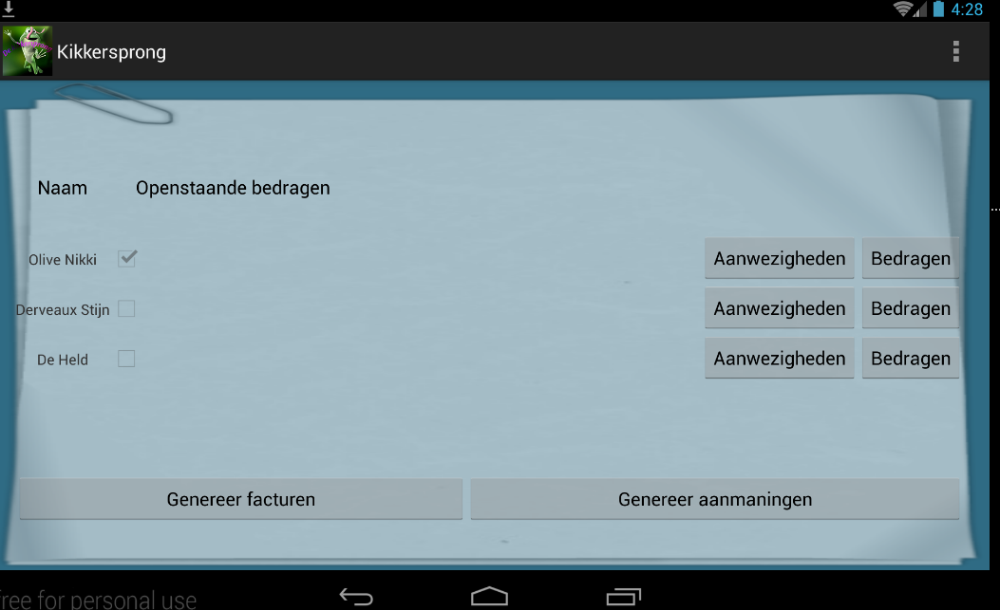 4:28
Kikkersprong
Naam Openstaande bedragen
Olive Nikki Aanwezigheden Bedragen
Derveaux Stijn Aanwezigheden Bedragen
De Held Aanwezigheden Bedragen
Genereer facturen Genereer aanmaningen
free for personal use